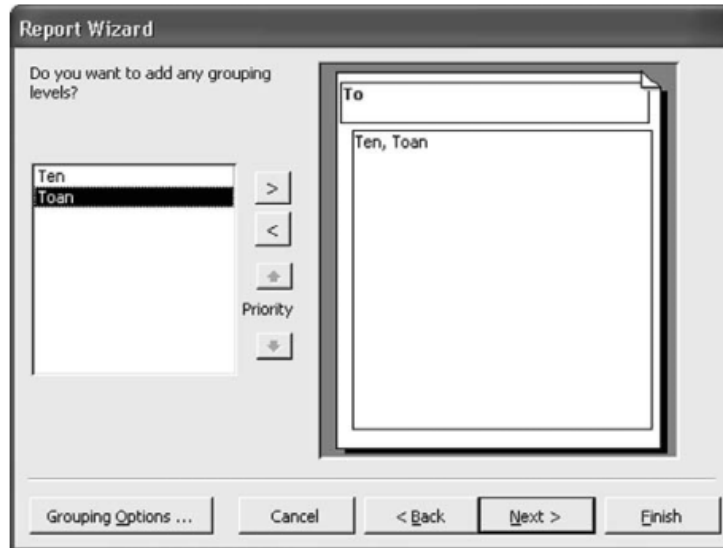 Report Wizard
Do you want to add any grouping
levels?
Ten
Toan
>
<
Priority
To
Ten, Toan
Grouping Options ...
Cancel
< Back
Next >
Finish